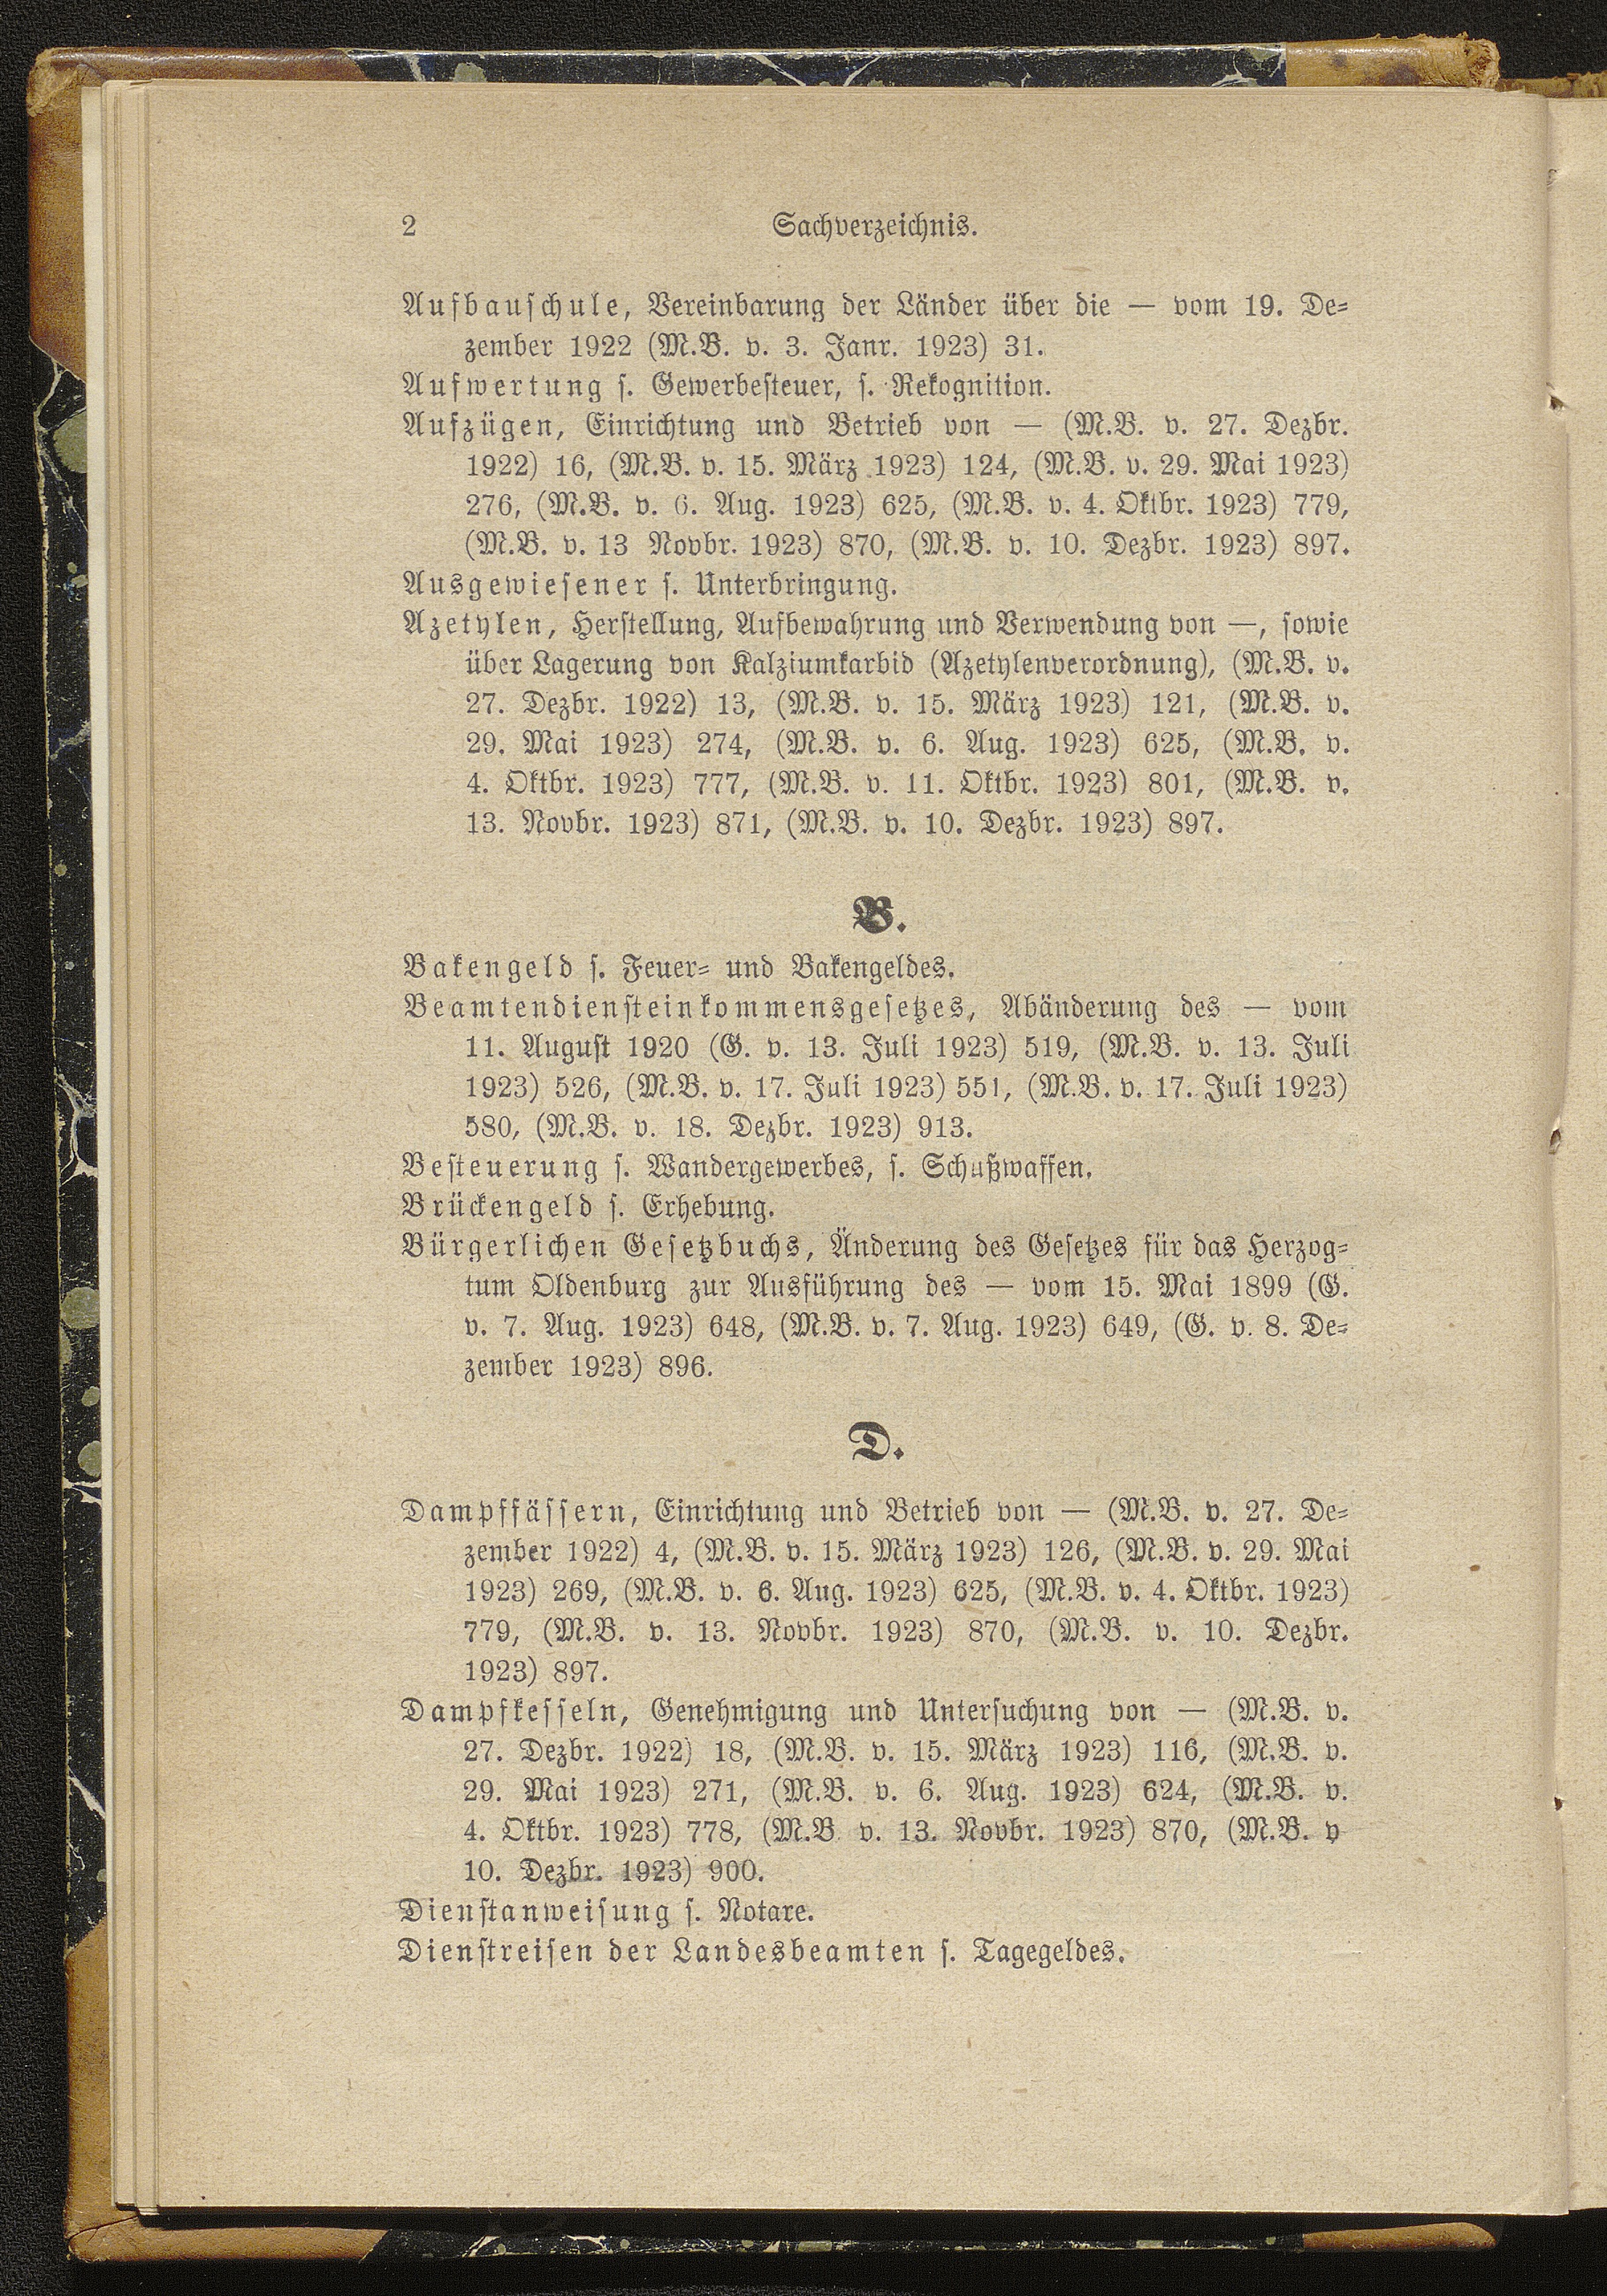 2 Sachverzeichnis.
Aufbauschule, Vereinbarung der Länder über die — vom 19. De-
zember 1922 (M.B. v. 3. Janr. 1923) 31.
Aufwertung s. Gewerbesteuer, s. Rekognition.
Aufzügen, Einrichtung und Betrieb von — (M.B. v. 27. Dezbr.
1922) 16, (M.B. v. 15. März 1923) 124, (M.B. v. 29. Mai 1923)
276, (M.B. v. 6. Aug. 1923) 625, (M.B. v. 4. Oktbr. 1923) 779,
(M.B. v. 13 Novbr. 1923) 870, (M.B. v. 10. Dezbr. 1923) 897.
Ausgewiesener s. Unterbringung.
Azetylen, Herstellung, Aufbewahrung und Verwendung von —, sowie
über Lagerung von Kalziumkarbid (Azetylenverordnung), (M.B. v.
27. Dezbr. 1922) 13, (M.B. v. 15. März 1923) 121, (M.B. v.
29. Mai 1923) 274, (M.B. v. 6. Aug. 1923) 625, (M.B. v.
4. Oktbr. 1923) 777, (M.B. v. 11. Oktbr. 1923) 801, (M.B. v.
13. Novbr. 1923) 871, (M.B. v. 10. Dezbr. 1923) 897.
B.
Bakengeld s. Feuer- und Bakengeldes.
Beamtendiensteinkommensgesetzes, Abänderung des — vom
11. August 1920 (G. v. 13. Juli 1923) 519, (M.B. v. 13. Juli
1923) 526, (M.B. v. 17. Juli 1923) 551, (M.B. v. 17. Juli 1923)
580, (M.B. v. 18. Dezbr. 1923) 913.
Besteuerung s. Wandergewerbes, s. Schußwaffen.
Brückengeld s. Erhebung.
Bürgerlichen Gesetzbuchs, Änderung des Gesetzes für das Herzog-
tum Oldenburg zur Ausführung des — vom 15. Mai 1899 (G.
v. 7. Aug. 1923) 648, (M.B. v. 7. Aug. 1923) 649, (G. v. 8. De-
zember 1923) 896.
D.
Dampffässern, Einrichtung und Betrieb von — (M.B. v. 27. De-
zember 1922) 4, (M.B. v. 15. März 1923) 126, (M.B. v. 29. Mai
1923) 269, (M.B. v. 6. Aug. 1923) 625, (M.B. v. 4. Oktbr. 1923)
779, (M.B. v. 13. Novbr. 1923) 870, (M.B. v. 10. Dezbr.
1923) 897.
Dampfkesseln, Genehmigung und Untersuchung von — (M.B. v.
27. Dezbr. 1922) 18, (M.B. v. 15. März 1923) 116, (M.B. v.
29. Mai 1923) 271, (M.B. v. 6. Aug. 1923) 624, (M.B. v.
4. Oktbr. 1923) 778, (M.B. v. 13. Novbr. 1923) 870, (M.B. v
10. Dezbr. 1923) 900.
Dienstanweisung s. Notare.
Dienstreisen der Landesbeamten s. Tagegeldes.